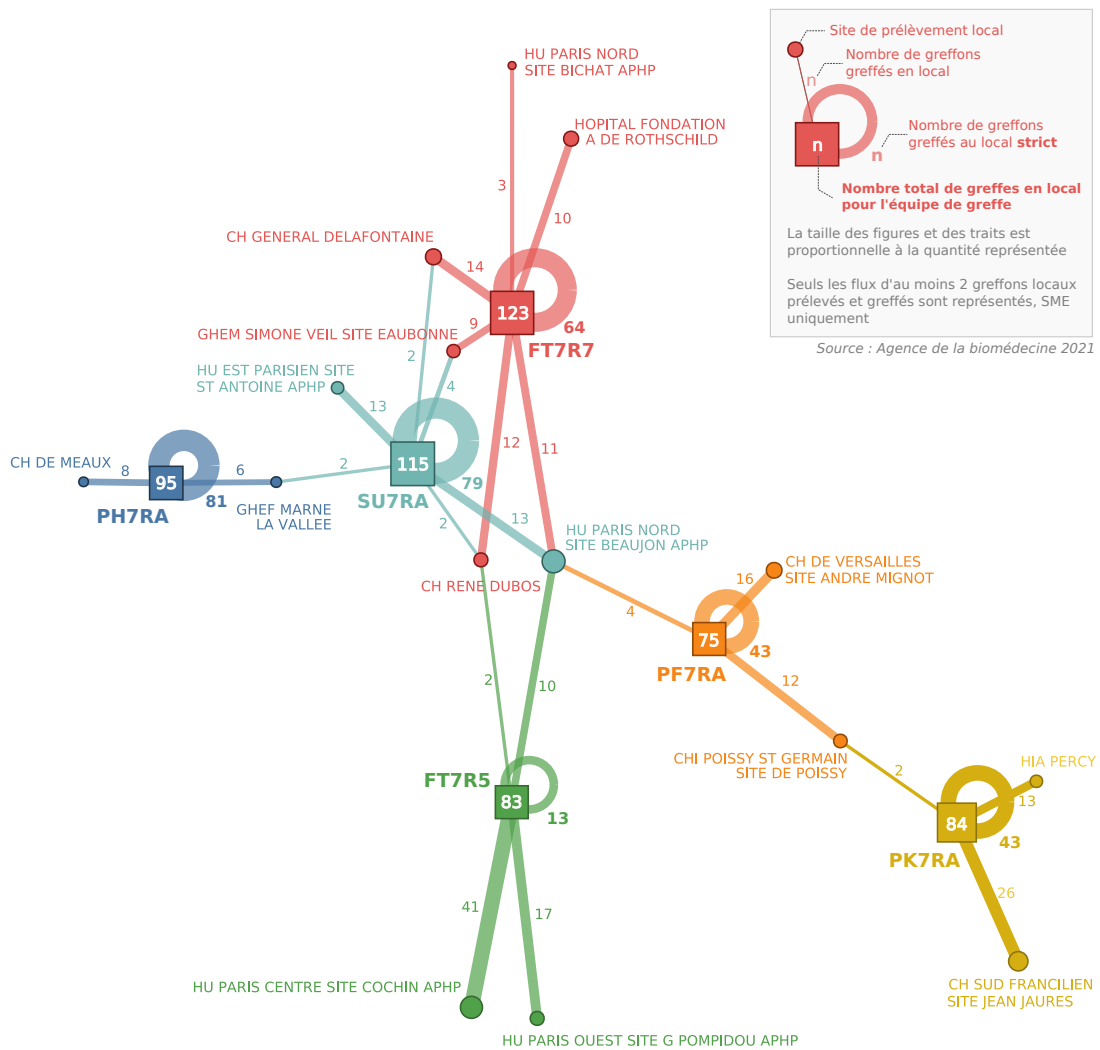 HU PARIS NORD
SITE BICHAT APHP
HOPITAL FONDATION
A DE ROTHSCHILD
3
10
CH GENERAL DELAFONTAINE
14
123
64
FT7R7
9
GHEM SIMONE VEIL SITE EAUBONNE
2
4
HU EST PARISIEN SITE
ST ANTOINE APHP
13
12
11
CH DE MEAUX
8
95
6
81
PH7RA
GHEF MARNE
LA VALLEE
2
115
79
SU7RA
2
13
HU PARIS NORD
SITE BEAUJON APHP
CH RENE DUBOS
CH DE VERSAILLES
SITE ANDRE MIGNOT
16
4
75
43
PF7RA
12
2
10
CHI POISSY ST GERMAIN
SITE DE POISSY
2
HIA PERCY
13
84
43
PK7RA
26
FT7R5
83
13
41
17
HU PARIS CENTRE SITE COCHIN APHP
HU PARIS OUEST SITE G POMPIDOU APHP
CH SUD FRANCILIEN
SITE JEAN JAURES
Site de prélèvement local
n
Nombre de greffons
greffés en local
n
n
Nombre de greffons
greffés au local strict
Nombre total de greffes en local
pour l'équipe de greffe
La taille des figures et des traits est
proportionnelle à la quantité représentée
Seuls les flux d'au moins 2 greffons locaux
prélevés et greffés sont représentés, SME
uniquement
Source : Agence de la biomédecine 2021